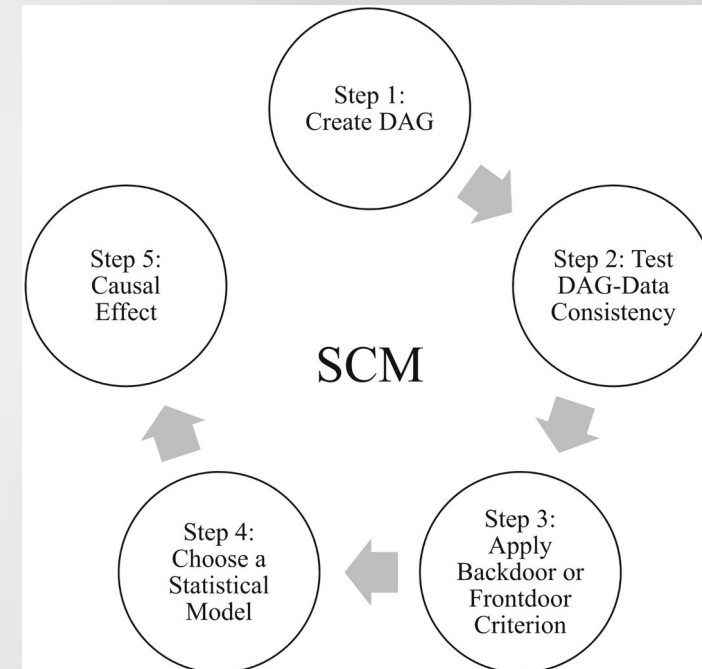 Step 1:
Create DAG
Step 2: Test
DAG-Data
Consistency
Step 3:
Apply
Backdoor or
Frontdoor
Criterion
Step 4:
Choose a
Statistical
Model
Step 5:
Causal
Effect
SCM